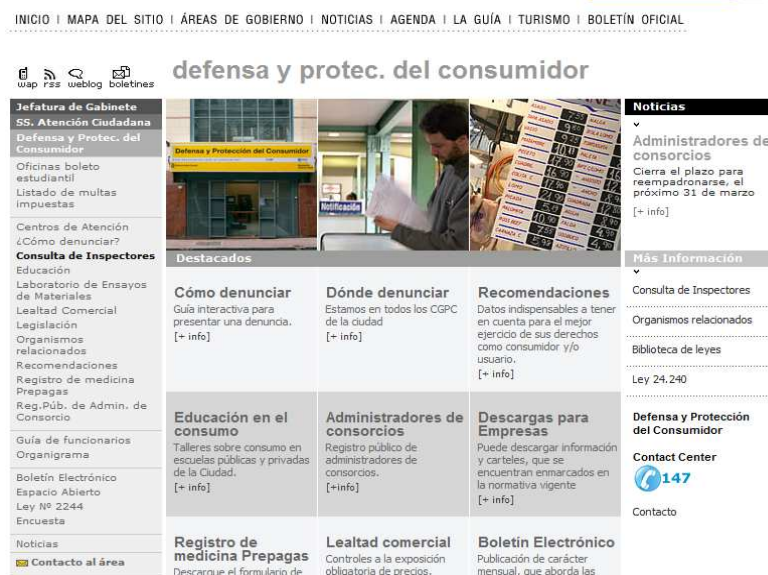 INICIO | MAPA DEL SITIO | ÁREAS DE GOBIERNO | NOTICIAS | AGENDA | LA GUÍA | TURISMO | BOLETÍN OFICIAL
wap rss weblog boletines
defensa y protec. del consumidor
Jefatura de Gabinete
SS. Atención Ciudadana
Defensa y Protec. del
Consumidor
Oficinas boleto
estudiantil
Listado de multas
impuestas
Centros de Atención
¿Cómo denunciar?
Consulta de Inspectores
Educación
Laboratorio de Ensayos
de Materiales
Lealtad Comercial
Legislación
Organismos
relacionados
Recomendaciones
Registro de medicina
Prepagas
Reg.Púb. de Admin. de
Consorcio
Guía de funcionarios
Organigrama
Boletín Electrónico
Espacio Abierto
Ley Nº 2244
Encuesta
Noticias
Contacto al área
Defensa y Protección del Consumidor
Notificación
Destacados
Cómo denunciar
Guía interactiva para
presentar una denuncia.
[+ info]
Dónde denunciar
Estamos en todos los CGPC
de la ciudad
[+ info]
Recomendaciones
Datos indispensables a tener
en cuenta para el mejor
ejercicio de sus derechos
como consumidor y/o
usuario.
[+ info]
Educación en el
consumo
Talleres sobre consumo en
escuelas públicas y privadas
de la Ciudad.
[+ info]
Administradores de
consorcios
Registro público de
administradores de
consorcios.
[+info]
Descargas para
Empresas
Puede descargar información
y carteles, que se
encuentran enmarcados en
la normativa vigente
[+ info]
Registro de
medicina Prepagas
Descargue el formulario de
Lealtad comercial
Controles a la exposición
obligatoria de precios,
Boletín Electrónico
Publicación de carácter
mensual, que aborda las
Noticias
Administradores de
consorcios
Cierra el plazo para
reempadronarse, el
próximo 31 de marzo
[+ info]
Más Información
Consulta de Inspectores
Organismos relacionados
Biblioteca de leyes
Ley 24.240
Defensa y Protección
del Consumidor
Contact Center
147
Contacto